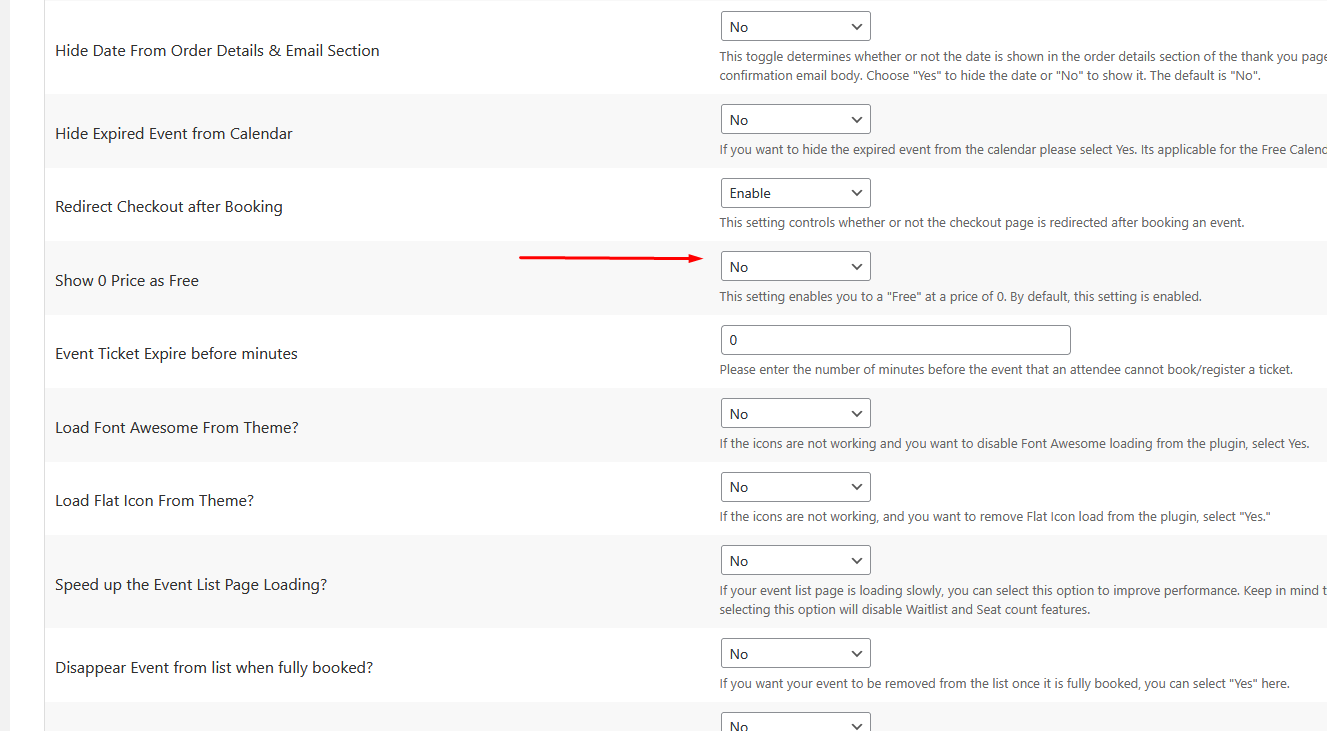 No
Hide Date From Order Details & Email Section
This toggle determines whether or not the date is shown in the order details section of the thank you page
confirmation email body. Choose "Yes" to hide the date or "No" to show it. The default is "No".
No
Hide Expired Event from Calendar
If you want to hide the expired event from the calendar please select Yes. Its applicable for the Free Calend
Enable
Redirect Checkout after Booking
This setting controls whether or not the checkout page is redirected after booking an event.
No
Show 0 Price as Free
This setting enables you to a "Free" at a price of 0. By default, this setting is enabled.
0
Event Ticket Expire before minutes
Please enter the number of minutes before the event that an attendee cannot book/register a ticket.
No
Load Font Awesome From Theme?
If the icons are not working and you want to disable Font Awesome loading from the plugin, select Yes.
No
Load Flat Icon From Theme?
If the icons are not working, and you want to remove Flat Icon load from the plugin, select "Yes."
No
Speed up the Event List Page Loading?
If your event list page is loading slowly, you can select this option to improve performance. Keep in mind t
selecting this option will disable Waitlist and Seat count features.
No
Disappear Event from list when fully booked?
If you want your event to be removed from the list once it is fully booked, you can select "Yes" here.
No